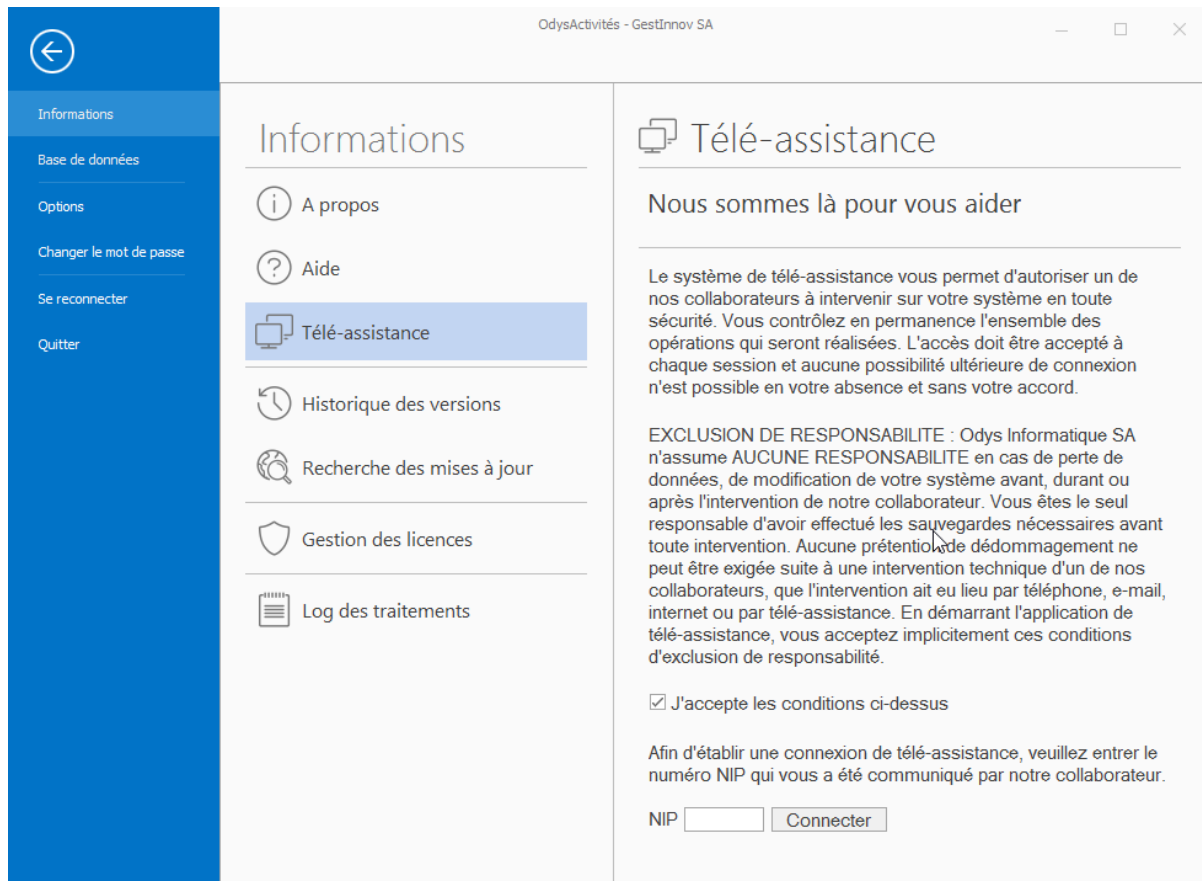 OdysActivités - GestInnov SA
Informations
Base de données
Options
Changer le mot de passe
Se reconnecter
Quitter
Informations
A propos
Aide
Télé-assistance
Historique des versions
Recherche des mises à jour
Gestion des licences
Log des traitements
Télé-assistance
Nous sommes là pour vous aider
Le système de télé-assistance vous permet d'autoriser un de
nos collaborateurs à intervenir sur votre système en toute
sécurité. Vous contrôlez en permanence l'ensemble des
opérations qui seront réalisées. L'accès doit être accepté à
chaque session et aucune possibilité ultérieure de connexion
n'est possible en votre absence et sans votre accord.
EXCLUSION DE RESPONSABILITE : Odys Informatique SA
n'assume AUCUNE RESPONSABILITE en cas de perte de
données, de modification de votre système avant, durant ou
après l'intervention de notre collaborateur. Vous êtes le seul
responsable d'avoir effectué les sauvegardes nécessaires avant
toute intervention. Aucune prétention de dédommagement ne
peut être exigée suite à une intervention technique d'un de nos
collaborateurs, que l'intervention ait eu lieu par téléphone, e-mail,
internet ou par télé-assistance. En démarrant l'application de
télé-assistance, vous acceptez implicitement ces conditions
d'exclusion de responsabilité.
J'accepte les conditions ci-dessus
Afin d'établir une connexion de télé-assistance, veuillez entrer le
numéro NIP qui vous a été communiqué par notre collaborateur.
NIP Connecter